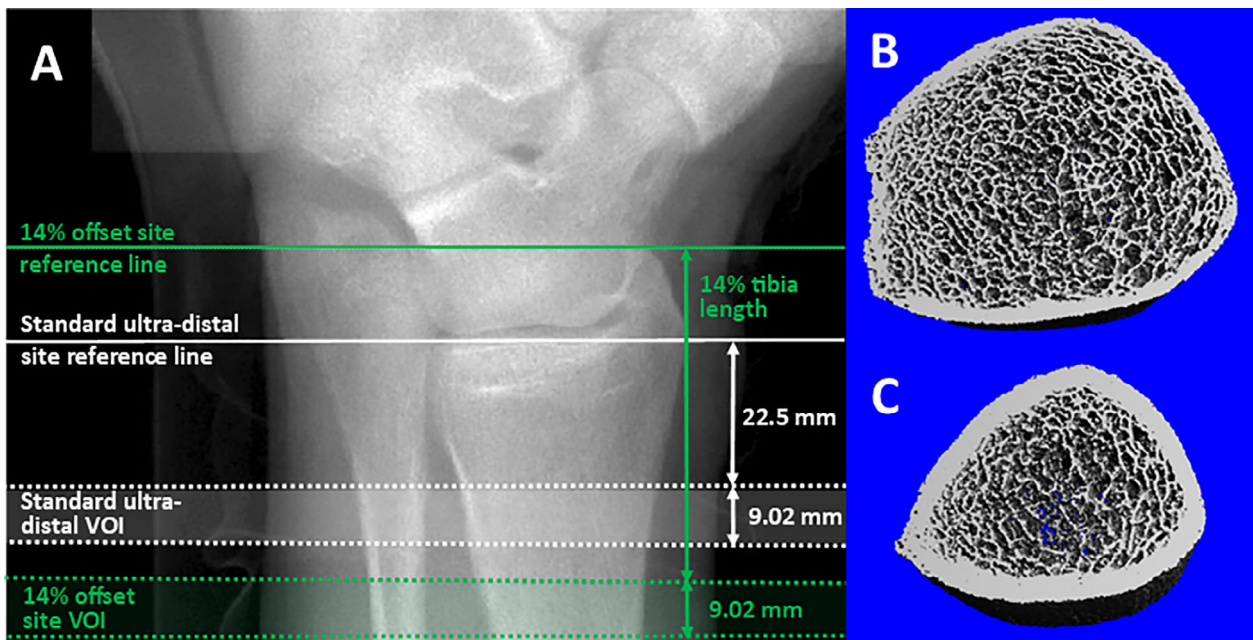 A
B
14% offset site
reference line
14% tibia
length
Standard ultra-distal
site reference line
C
22.5 mm
Standard ultra-
distal VOI
9.02 mm
14% offset
site VOI
9.02 mm